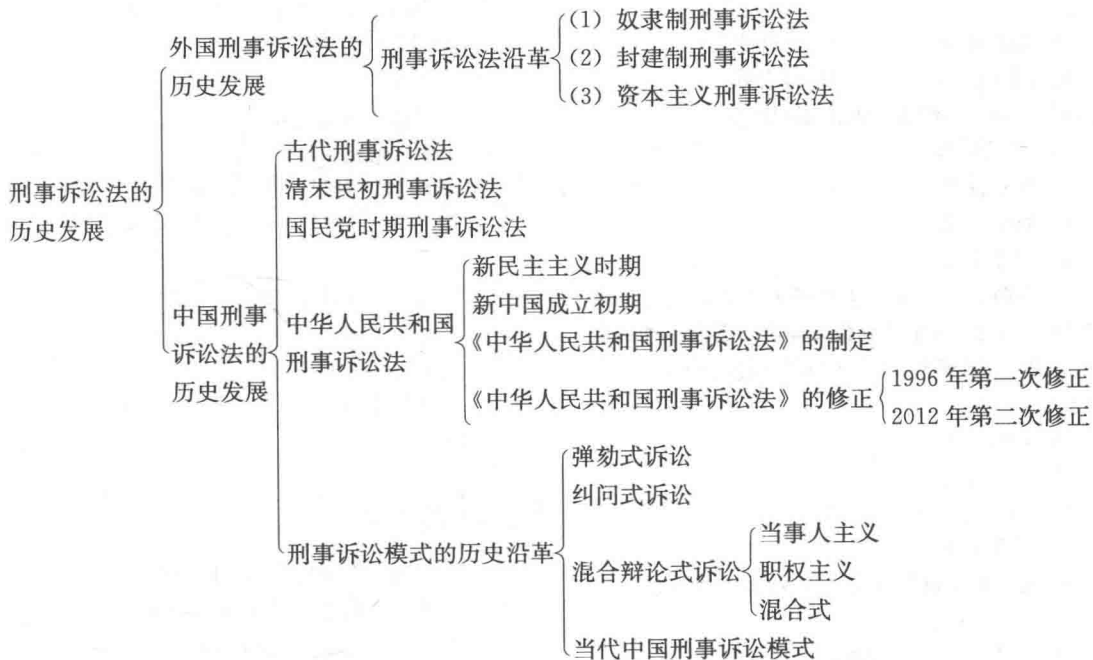 外国刑事诉讼法的
历史发展
刑事诉讼法沿革
(1) 奴隶制刑事诉讼法
(2) 封建制刑事诉讼法
(3) 资本主义刑事诉讼法
刑事诉讼法的
历史发展
中国刑事
诉讼法的
历史发展
古代刑事诉讼法
清末民初刑事诉讼法
国民党时期刑事诉讼法
中华人民共和国
刑事诉讼法
新民主主义时期
新中国成立初期
《中华人民共和国刑事诉讼法》的制定
《中华人民共和国刑事诉讼法》的修正
1996 年第一次修正
2012 年第二次修正
刑事诉讼模式的历史沿革
弹劾式诉讼
纠问式诉讼
混合辩论式诉讼
当事人主义
职权主义
混合式
当代中国刑事诉讼模式